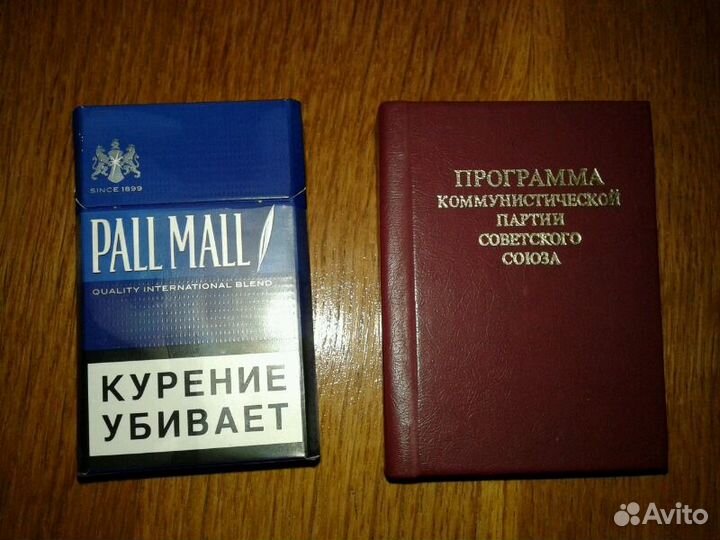 SINCE 1899
PALL MALL
QUALITY INTERNATIONAL BLEND
КУРЕНИЕ
УБИВАЕТ
ПРОГРАММА
КОММУНИСТИЧЕСКОЙ
ПАРТИИ
СОВЕТСКОГО
СОЮЗА
Avito